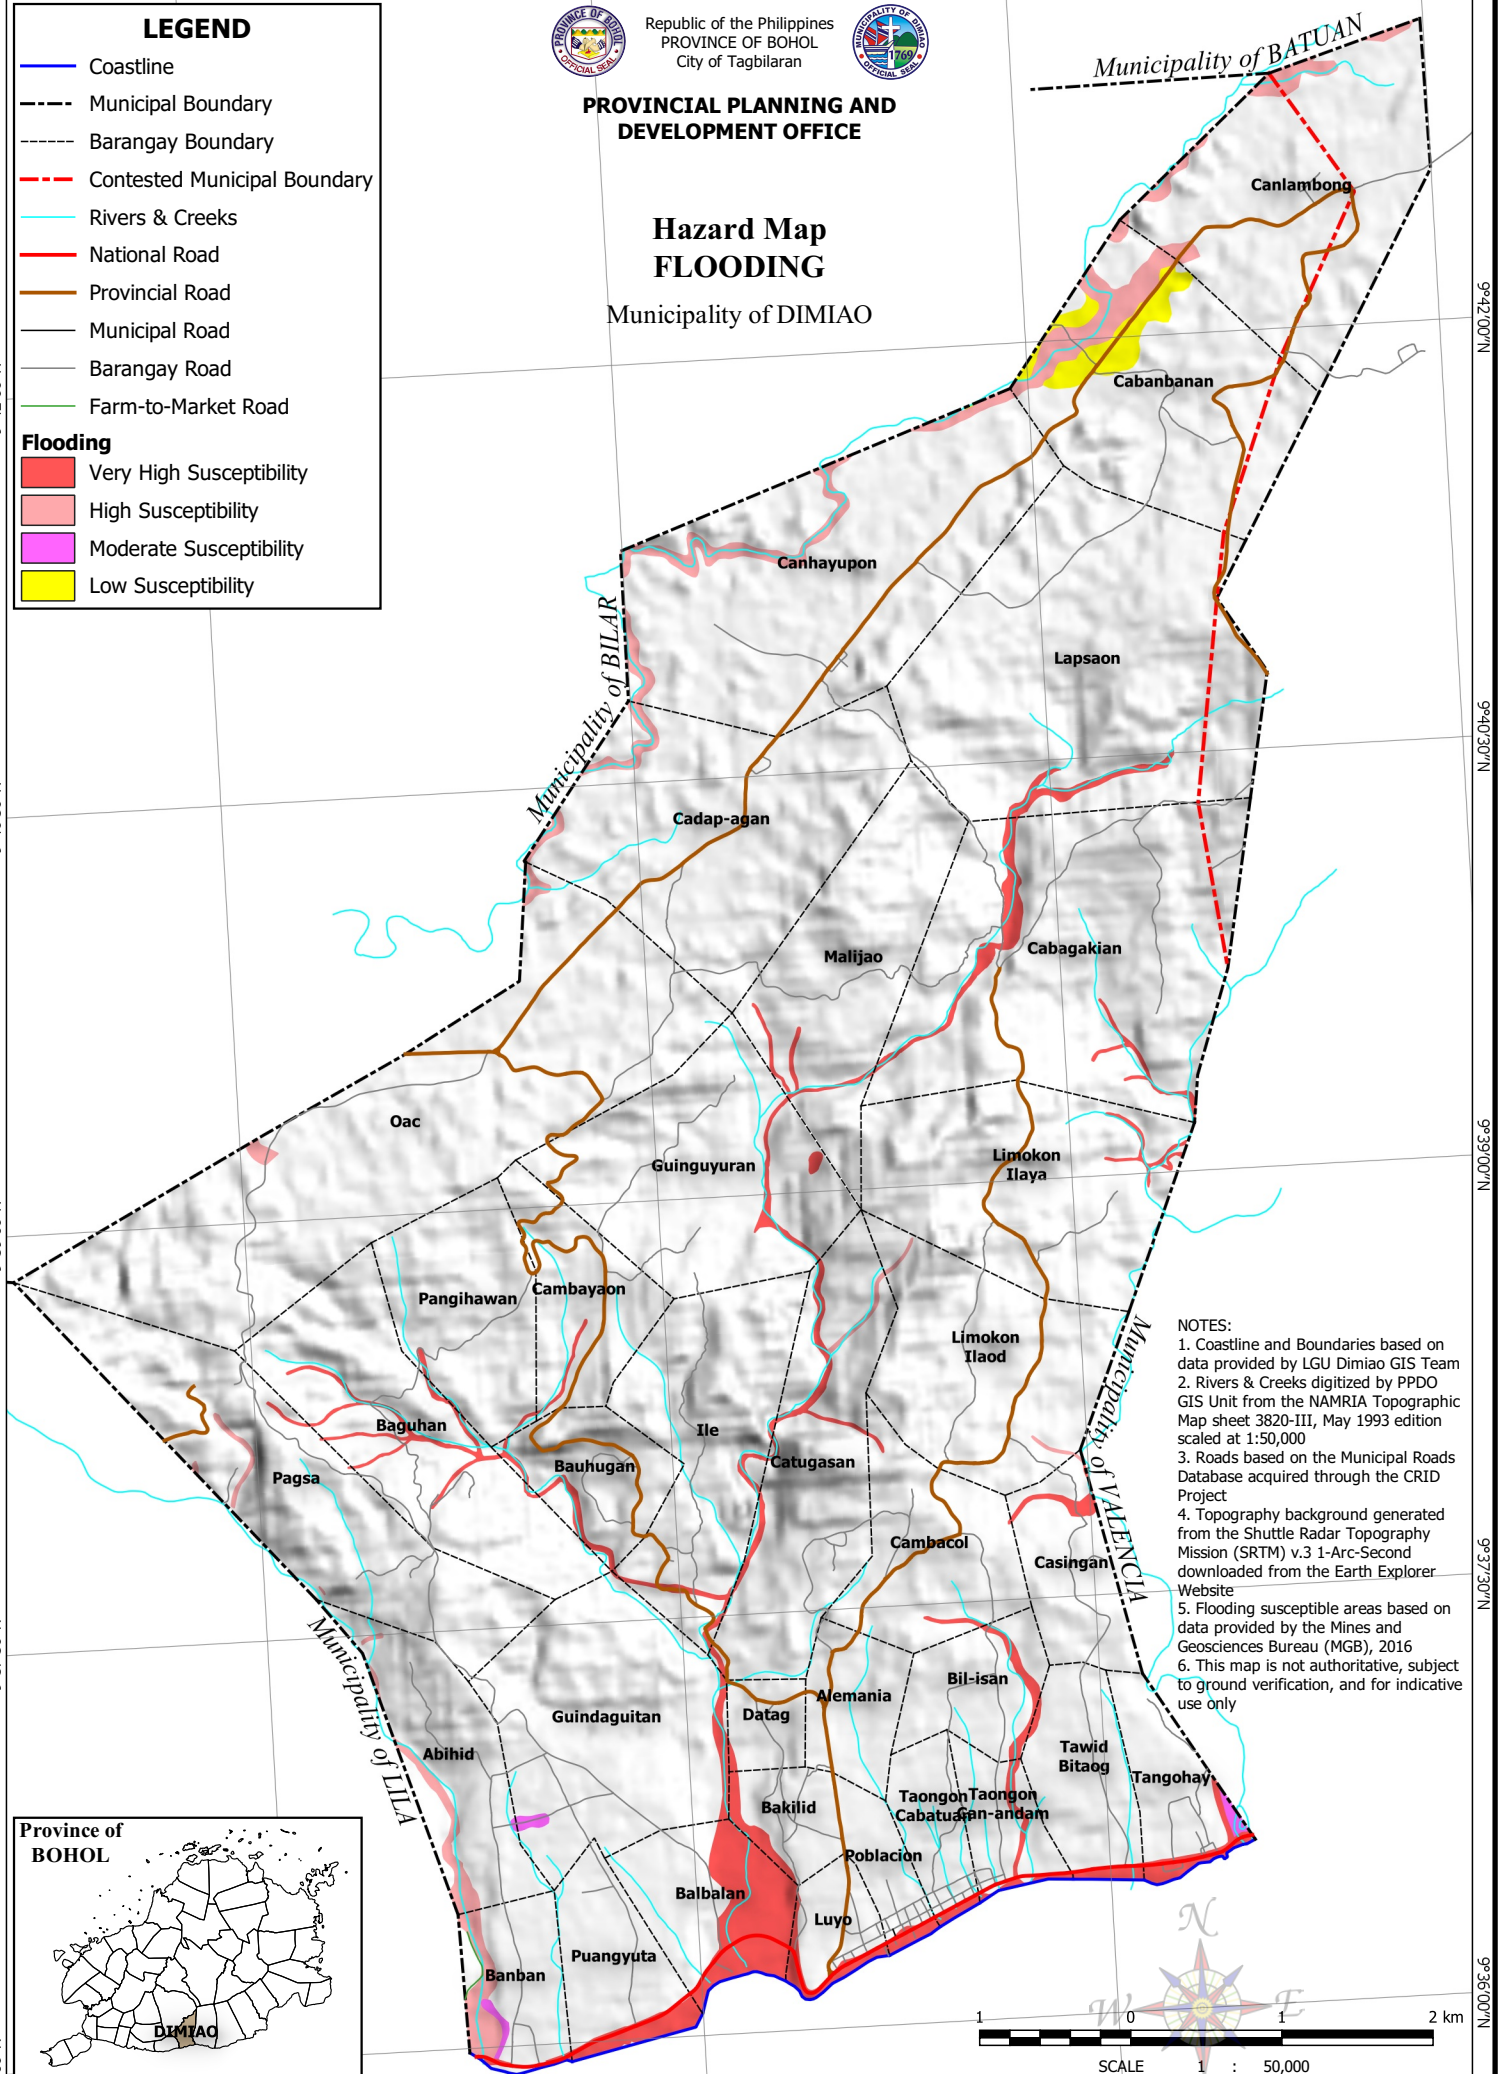 LEGEND
Coastline
Municipal Boundary
Barangay Boundary
Contested Municipal Boundary
Rivers & Creeks
National Road
Provincial Road
Municipal Road
Barangay Road
Farm-to-Market Road
Flooding
Very High Susceptibility
High Susceptibility
Moderate Susceptibility
Low Susceptibility
PROVINCE OF BOHOL
OFFICIAL SEAL
Republic of the Philippines
PROVINCE OF BOHOL
City of Tagbilaran
MUNICIPALITY OF DIMIAO
1769
OFFICIAL SEAL
PROVINCIAL PLANNING AND
DEVELOPMENT OFFICE
Hazard Map
FLOODING
Municipality of DIMIAO
Municipality of BATUAN
Canlambong
9°42'00"N
Cabanbanan
Canhayupon
Municipality of BILAR
Lapsaon
9°40'30"N
Cadap-agan
Malijao
Cabagakian
Oac
Guinguyuran
Limokon
Ilaya
9°39'00"N
Pangihawan
Cambayaon
Limokon
Ilaod
Municipality of VALENCIA
Baguhan
Ile
Bauhugan
Catugasan
Pagsa
Cambacol
Casingan
9°37'30"N
Municipality of LILA
Guindaguitan
Datag
Alemania
Bil-isan
Abihid
Tawid
Bitaog
Tangohay
Bakilid
Taongon
Cabatuan
Taongon
Can-andam
Poblacion
Balbalan
Luyo
Puangyuta
Banban
9°36'00"N
NOTES:
1. Coastline and Boundaries based on
data provided by LGU Dimiao GIS Team
2. Rivers & Creeks digitized by PPDO
GIS Unit from the NAMRIA Topographic
Map sheet 3820-III, May 1993 edition
scaled at 1:50,000
3. Roads based on the Municipal Roads
Database acquired through the CRID
Project
4. Topography background generated
from the Shuttle Radar Topography
Mission (SRTM) v.3 1-Arc-Second
downloaded from the Earth Explorer
Website
5. Flooding susceptible areas based on
data provided by the Mines and
Geosciences Bureau (MGB), 2016
6. This map is not authoritative, subject
to ground verification, and for indicative
use only
Province of
BOHOL
DIMIAO
N
W
E
1 0 1 2 km
SCALE 1 : 50,000